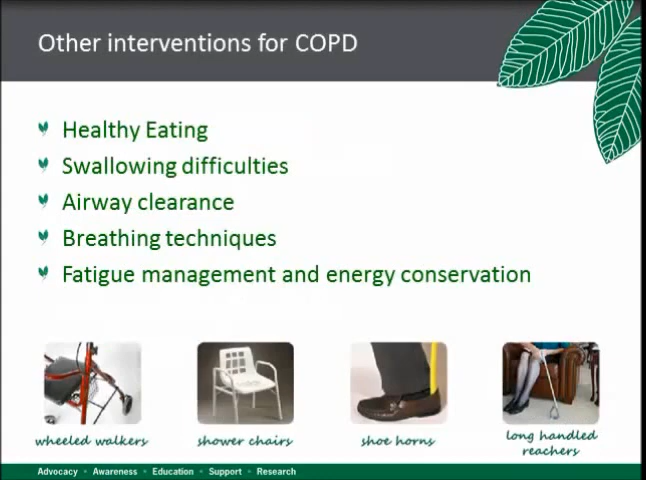 Other interventions for COPD
Healthy Eating
Swallowing difficulties
Airway clearance
Breathing techniques
Fatigue management and energy conservation
wheeled walkers
shower chairs
shoe horns
long handled
reachers
Advocacy • Awareness • Education • Support • Research